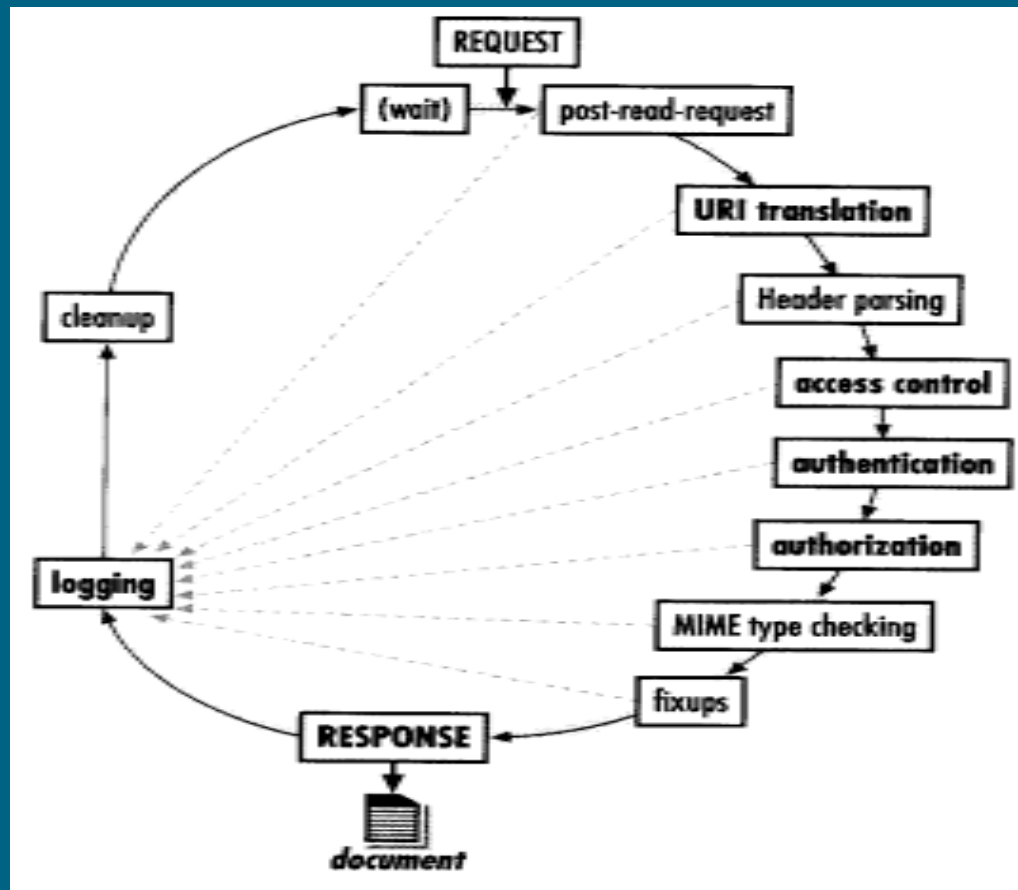 REQUEST
(wait)
post-read-request
URI translation
Header parsing
access control
authentication
authorization
MIME type checking
fixups
RESPONSE
document
logging
cleanup